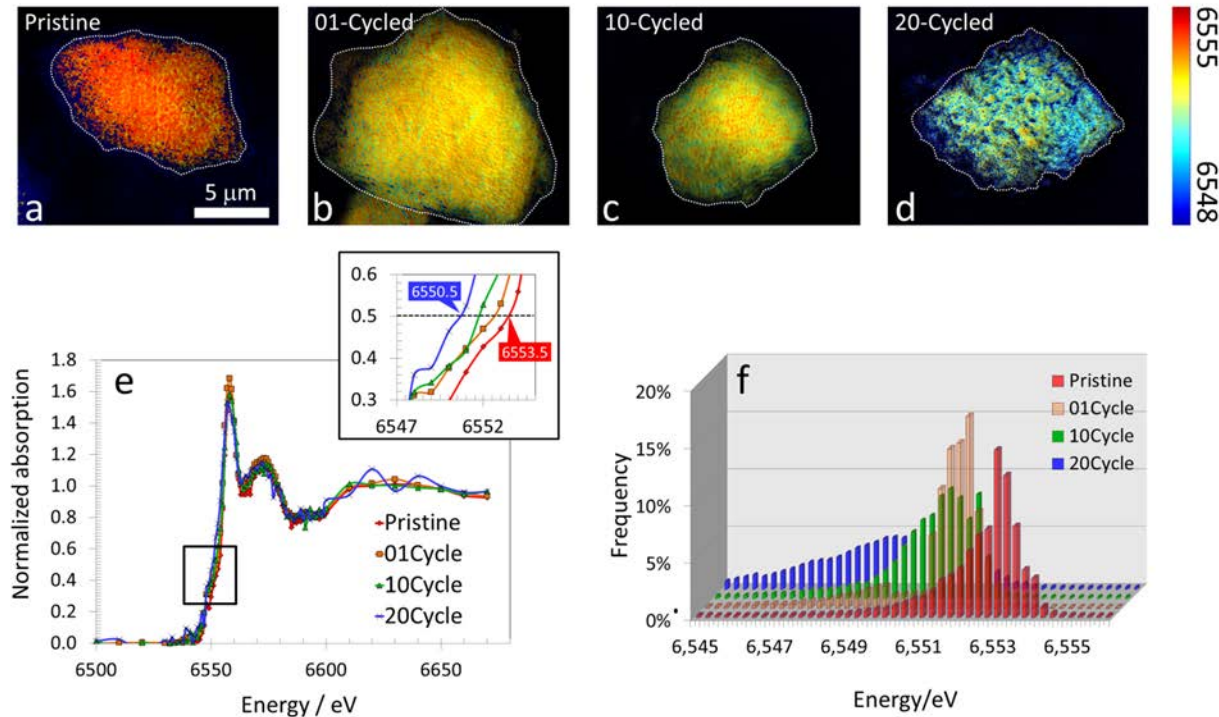 Pristine
01-Cycled
10-Cycled
20-Cycled
6555
6548
5 μm
a
b
c
d
0.6
0.5
0.4
0.3
6550.5
6553.5
6547
6552
e
1.8
1.6
1.4
1.2
1.0
0.8
0.6
0.4
0.2
0.0
Normalized absorption
Pristine
01Cycle
10Cycle
20Cycle
6500
6550
6600
6650
Energy / eV
f
20%
15%
10%
5%
0%
Frequency
Pristine
01Cycle
10Cycle
20Cycle
6,545
6,547
6,549
6,551
6,553
6,555
Energy/eV